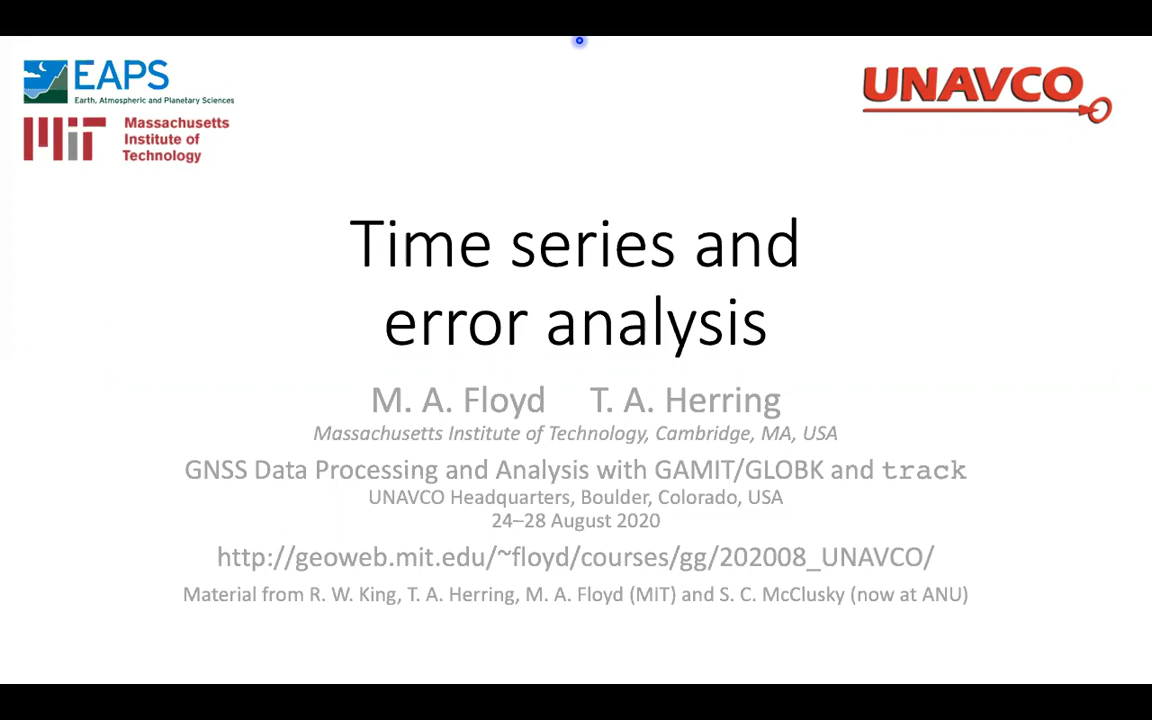 EAPS
Earth, Atmospheric and Planetary Sciences
MIT
Massachusetts
Institute of
Technology
UNAVCO
Time series and
error analysis
M. A. Floyd T. A. Herring
Massachusetts Institute of Technology, Cambridge, MA, USA
GNSS Data Processing and Analysis with GAMIT/GLOBK and track
UNAVCO Headquarters, Boulder, Colorado, USA
24–28 August 2020
http://geoweb.mit.edu/~floyd/courses/gg/202008_UNAVCO/
Material from R. W. King, T. A. Herring, M. A. Floyd (MIT) and S. C. McClusky (now at ANU)